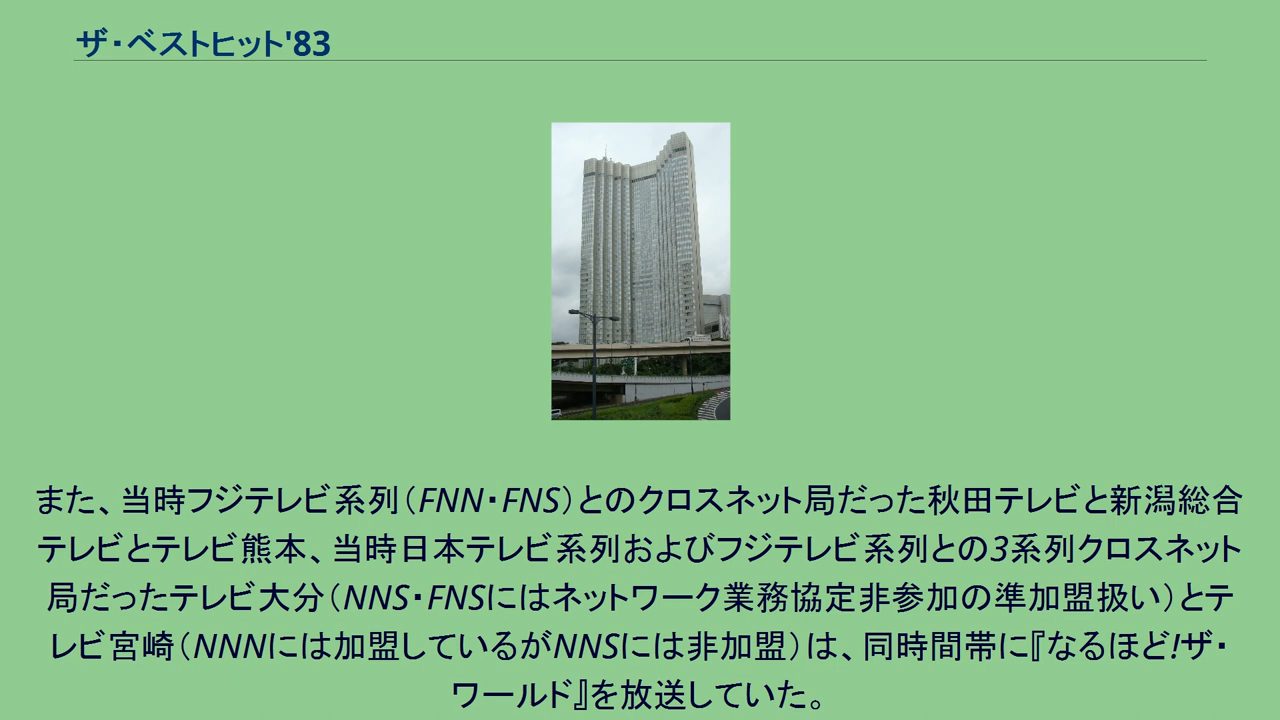 ザ・ベストヒット'83
また、当時フジテレビ系列（FNN・FNS）とのクロスネット局だった秋田テレビと新潟総合
テレビとテレビ熊本、当時日本テレビ系列およびフジテレビ系列との3系列クロスネット
局だったテレビ大分（NNS・FNSにはネットワーク業務協定非参加の準加盟扱い）とテ
レビ宮崎（NNNには加盟しているがNNSには非加盟）は、同時間帯に『なるほど!ザ・
ワールド』を放送していた。